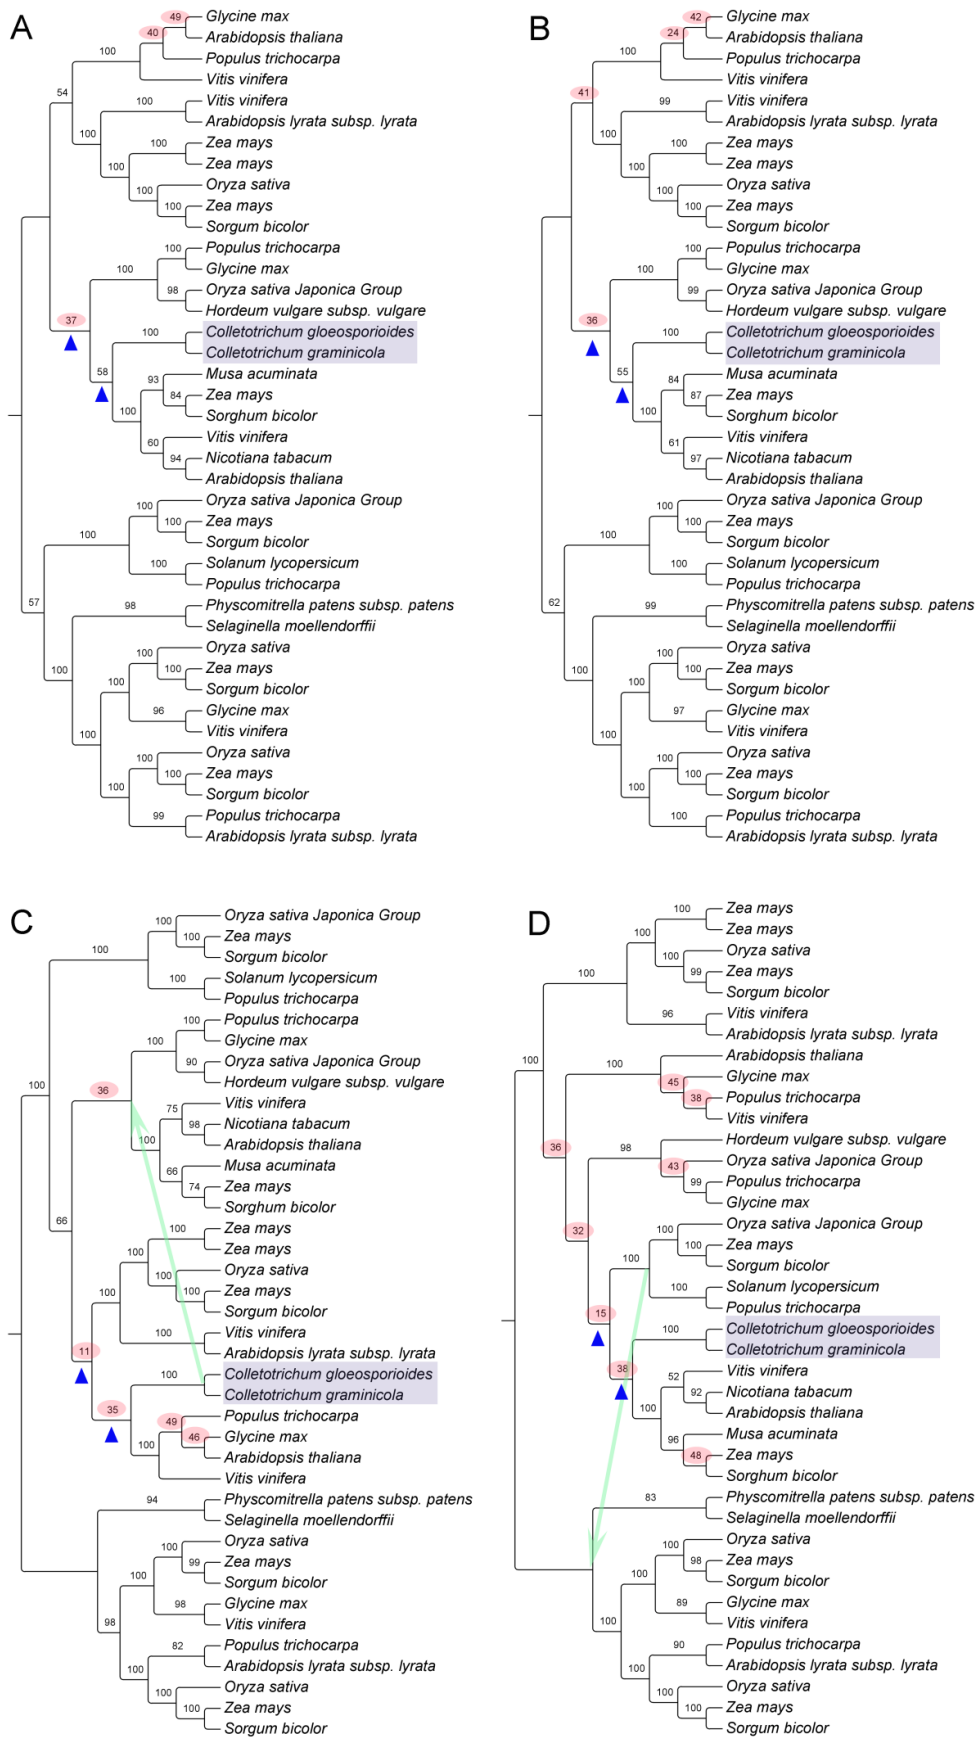 A
49
Glycine max
40
Arabidopsis thaliana
100
Populus trichocarpa
Vitis vinifera
54
100
Vitis vinifera
Arabidopsis lyrata subsp. lyrata
100
100
Zea mays
Zea mays
100
100
Oryza sativa
100
Zea mays
Sorgum bicolor
100
Populus trichocarpa
100
Glycine max
98
Oryza sativa Japonica Group
Hordeum vulgare subsp. vulgare
37
100
Colletotrichum gloeosporioides
Colletotrichum graminicola
58
93
Musa acuminata
84
Zea mays
100
Sorghum bicolor
60
Vitis vinifera
94
Nicotiana tabacum
Arabidopsis thaliana
100
Oryza sativa Japonica Group
100
100
Zea mays
Sorgum bicolor
100
Solanum lycopersicum
Populus trichocarpa
57
98
Physcomitrella patens subsp. patens
Selaginella moellendorffii
100
100
Oryza sativa
100
100
Zea mays
Sorgum bicolor
100
96
Glycine max
Vitis vinifera
100
Oryza sativa
100
100
Zea mays
Sorgum bicolor
99
Populus trichocarpa
Arabidopsis lyrata subsp. lyrata
B
42
Glycine max
24
Arabidopsis thaliana
100
Populus trichocarpa
Vitis vinifera
41
99
Vitis vinifera
Arabidopsis lyrata subsp. lyrata
100
100
Zea mays
Zea mays
100
100
Oryza sativa
100
Zea mays
Sorgum bicolor
100
Populus trichocarpa
100
Glycine max
99
Oryza sativa Japonica Group
Hordeum vulgare subsp. vulgare
36
100
Colletotrichum gloeosporioides
Colletotrichum graminicola
55
84
Musa acuminata
87
Zea mays
100
Sorghum bicolor
61
Vitis vinifera
97
Nicotiana tabacum
Arabidopsis thaliana
100
Oryza sativa Japonica Group
100
100
Zea mays
Sorgum bicolor
100
Solanum lycopersicum
Populus trichocarpa
62
99
Physcomitrella patens subsp. patens
Selaginella moellendorffii
100
100
Oryza sativa
100
100
Zea mays
Sorgum bicolor
100
97
Glycine max
Vitis vinifera
100
Oryza sativa
100
100
Zea mays
Sorgum bicolor
100
Populus trichocarpa
Arabidopsis lyrata subsp. lyrata
C
100
Oryza sativa Japonica Group
100
100
Zea mays
Sorgum bicolor
100
Solanum lycopersicum
Populus trichocarpa
100
100
Populus trichocarpa
100
Glycine max
90
Oryza sativa Japonica Group
Hordeum vulgare subsp. vulgare
36
75
Vitis vinifera
98
Nicotiana tabacum
100
Arabidopsis thaliana
66
Musa acuminata
74
Zea mays
Sorghum bicolor
66
100
Zea mays
Zea mays
100
100
Oryza sativa
100
Zea mays
Sorgum bicolor
100
Vitis vinifera
Arabidopsis lyrata subsp. lyrata
11
100
Colletotrichum gloeosporioides
Colletotrichum graminicola
35
49
Populus trichocarpa
46
Glycine max
100
Arabidopsis thaliana
Vitis vinifera
94
Physcomitrella patens subsp. patens
Selaginella moellendorffii
100
Oryza sativa
100
99
Zea mays
Sorgum bicolor
98
98
Glycine max
Vitis vinifera
82
Populus trichocarpa
Arabidopsis lyrata subsp. lyrata
100
100
Oryza sativa
100
Zea mays
Sorgum bicolor
D
100
Zea mays
Zea mays
100
100
Oryza sativa
99
Zea mays
Sorgum bicolor
100
96
Vitis vinifera
Arabidopsis lyrata subsp. lyrata
100
100
Arabidopsis thaliana
45
Glycine max
38
Populus trichocarpa
Vitis vinifera
36
98
Hordeum vulgare subsp. vulgare
43
Oryza sativa Japonica Group
99
Populus trichocarpa
Glycine max
32
100
Oryza sativa Japonica Group
100
100
Zea mays
Sorgum bicolor
100
Solanum lycopersicum
Populus trichocarpa
15
100
Colletotrichum gloeosporioides
Colletotrichum graminicola
38
52
Vitis vinifera
92
Nicotiana tabacum
100
Arabidopsis thaliana
96
Musa acuminata
48
Zea mays
Sorghum bicolor
83
Physcomitrella patens subsp. patens
Selaginella moellendorffii
100
Oryza sativa
100
98
Zea mays
Sorgum bicolor
100
89
Glycine max
Vitis vinifera
90
Populus trichocarpa
Arabidopsis lyrata subsp. lyrata
100
100
Oryza sativa
100
Zea mays
Sorgum bicolor